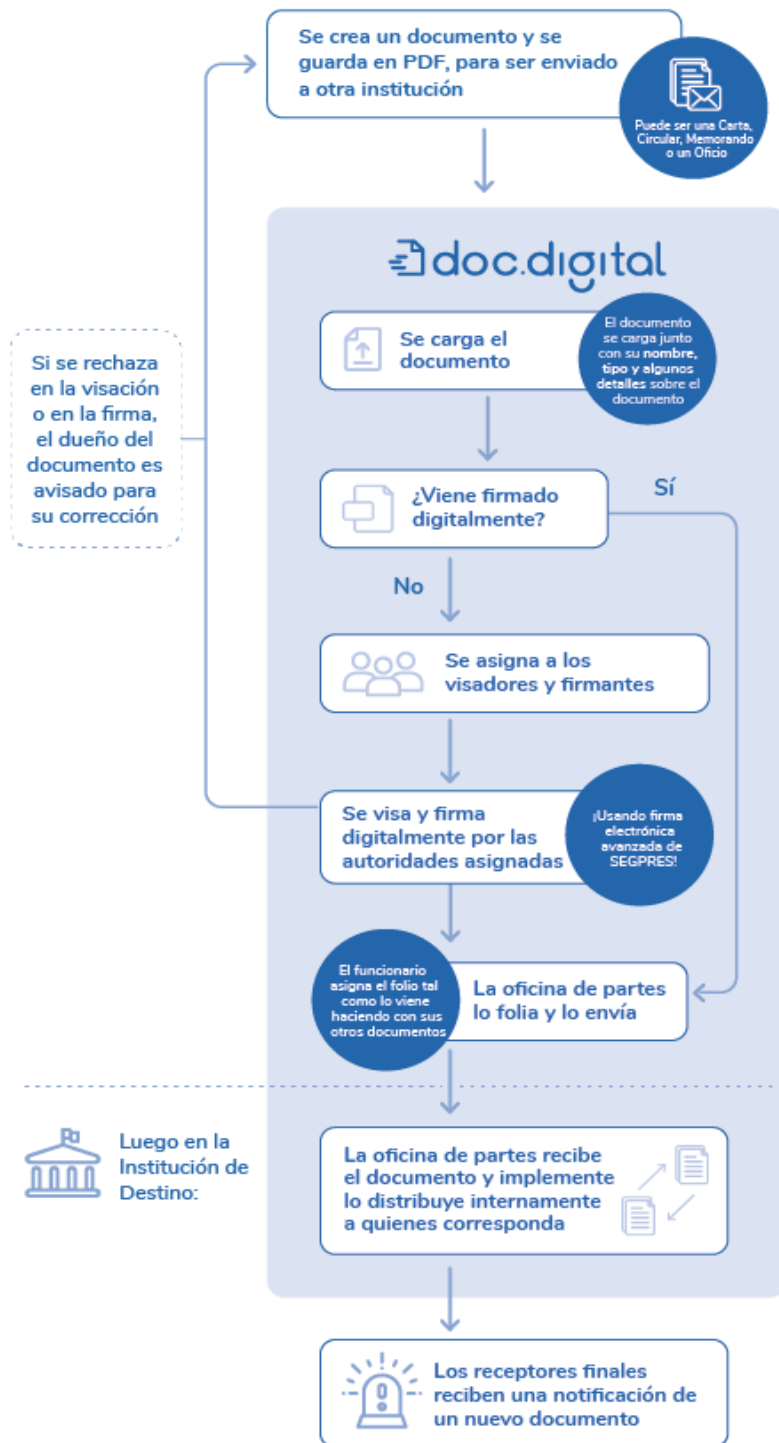 Se crea un documento y se
guarda en PDF, para ser enviado
a otra institución
Puede ser una Carta,
Circular, Memorando
o un Oficio
doc.digital
Se carga el
documento
El documento
se carga junto
con su nombre,
tipo y algunos
detalles sobre el
documento
Si se rechaza
en la visación
o en la firma,
el dueño del
documento es
avisado para
su corrección
¿Viene firmado
digitalmente?
Sí
No
Se asigna a los
visadores y firmantes
Se visa y firma
digitalmente por las
autoridades asignadas
¡Usando firma
electrónica
avanzada de
SEGPRES!
El funcionario
asigna el folio tal
como lo viene
haciendo con sus
otros documentos
La oficina de partes
lo folia y lo envía
Luego en la
Institución de
Destino:
La oficina de partes recibe
el documento y implemente
lo distribuye internamente
a quienes corresponda
Los receptores finales
reciben una notificación de
un nuevo documento